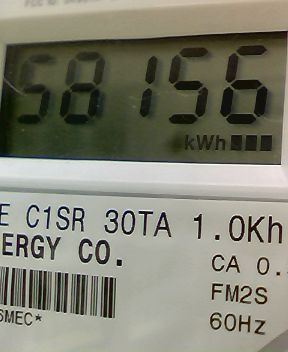 58156
kWh
E C1SR 30TA 1.0Kh
ERGY CO.
CA 0.
FM2S
SMEC*
60Hz